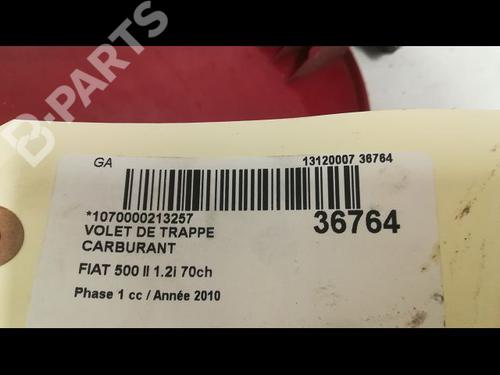 B-PARTS
GA
13120007 36764
*1070000213257
36764
VOLET DE TRAPPE
CARBURANT
FIAT 500 II 1.2i 70ch
Phase 1 cc / Année 2010